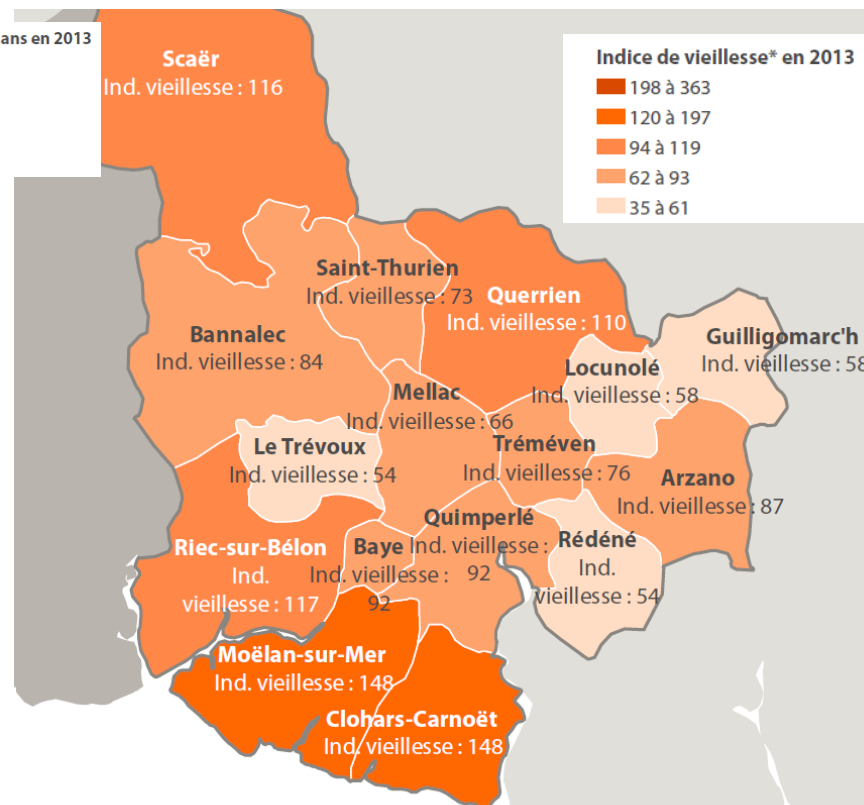 ans en 2013
Scaër
Ind. vieillesse : 116
Indice de vieillesse* en 2013
198 à 363
120 à 197
94 à 119
62 à 93
35 à 61
Saint-Thurien
Ind. vieillesse : 73
Querrien
Ind. vieillesse : 110
Bannalec
Ind. vieillesse : 84
Guilligomarc'h
Ind. vieillesse : 58
Locunolé
Ind. vieillesse : 58
Mellac
Ind. vieillesse : 66
Le Trévoux
Ind. vieillesse : 54
Tréméven
Ind. vieillesse : 76
Arzano
Ind. vieillesse : 87
Quimperlé
Ind. vieillesse :
92
Riec-sur-Bélon
Ind.
vieillesse : 117
Baye
Ind. vieillesse :
92
Rédéné
Ind.
vieillesse : 54
Moëlan-sur-Mer
Ind. vieillesse : 148
Clohars-Carnoët
Ind. vieillesse : 148